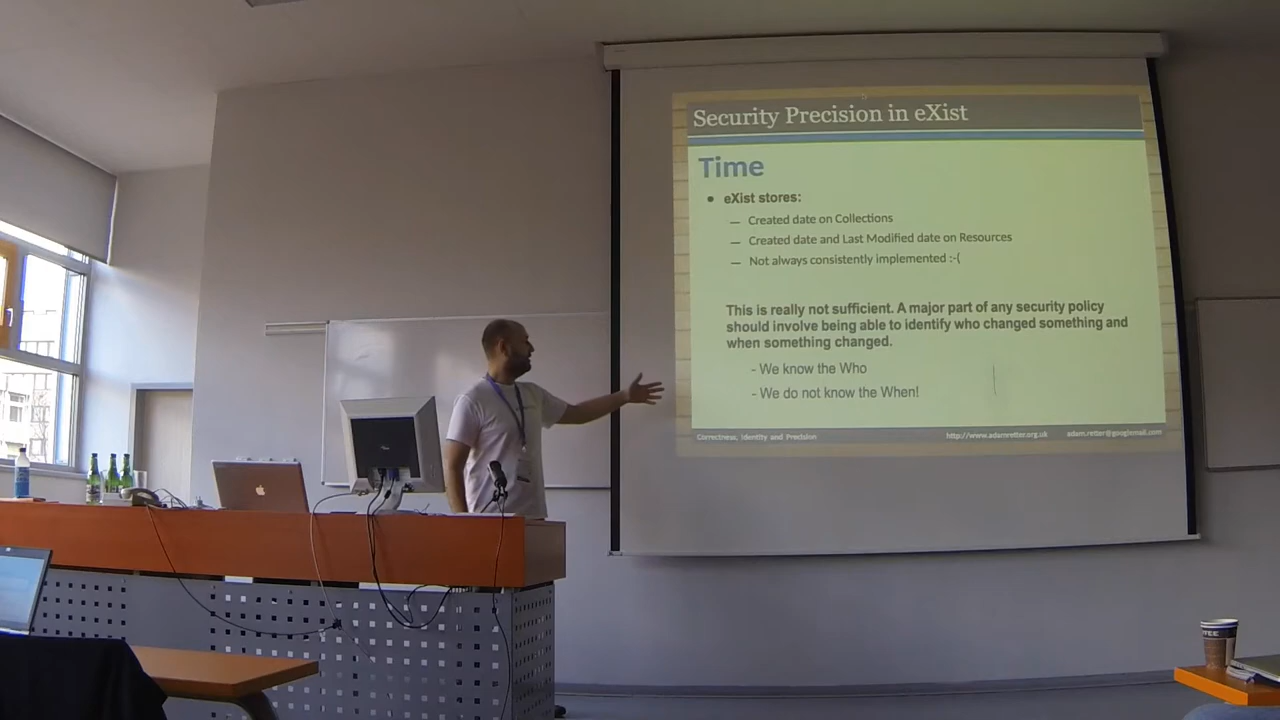 Security Precision in eXist
Time
• eXist stores:
— Created date on Collections
— Created date and Last Modified date on Resources
— Not always consistently implemented :-(
This is really not sufficient. A major part of any security policy
should involve being able to identify who changed something and
when something changed.
- We know the Who
- We do not know the When!
Correctness, Identity and Precision
http://www.adamretter.org.uk
adam.retter@googlemail.com